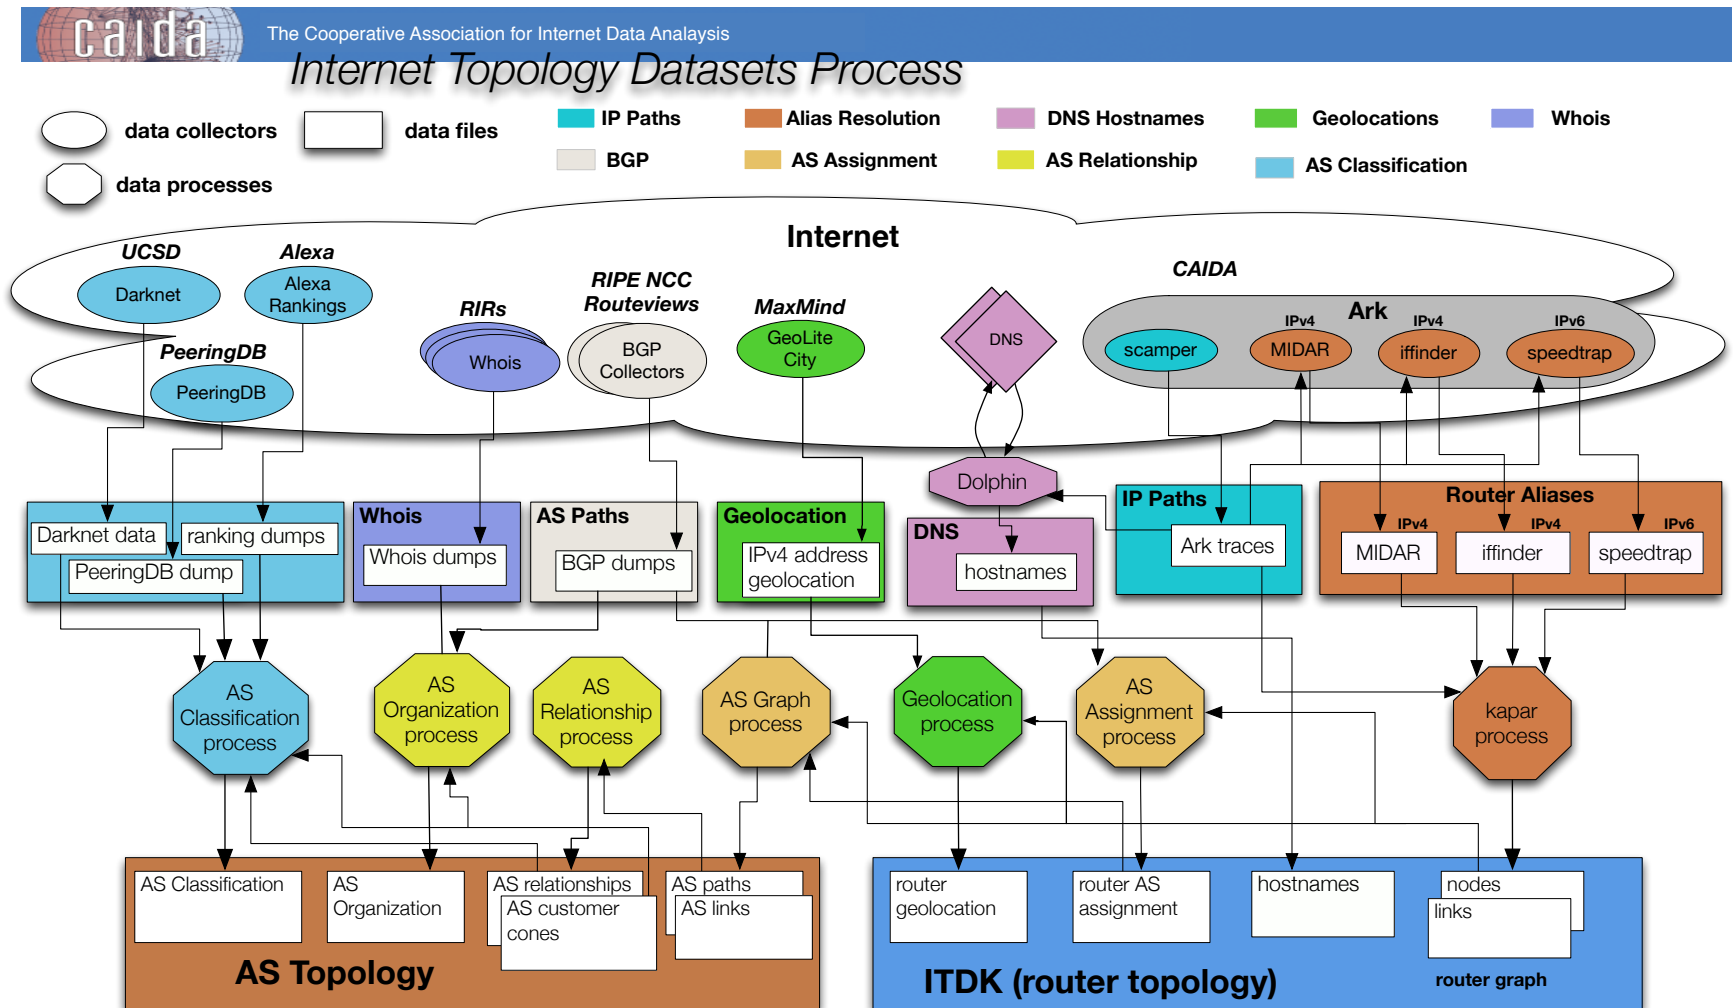 caida
The Cooperative Association for Internet Data Analaysis
Internet Topology Datasets Process
data collectors
data files
data processes
IP Paths
Alias Resolution
DNS Hostnames
Geolocations
Whois
BGP
AS Assignment
AS Relationship
AS Classification
Internet
UCSD
Darknet
Alexa
Alexa
Rankings
PeeringDB
PeeringDB
RIRs
Whois
RIPE NCC
Routeviews
BGP
Collectors
MaxMind
GeoLite
City
DNS
CAIDA
Ark
scamper
IPv4
MIDAR
IPv4
iffinder
IPv6
speedtrap
Dolphin
Darknet data
ranking dumps
PeeringDB dump
Whois
Whois dumps
AS Paths
BGP dumps
Geolocation
IPv4 address
geolocation
DNS
hostnames
IP Paths
Ark traces
Router Aliases
IPv4
MIDAR
IPv4
iffinder
IPv6
speedtrap
AS
Classification
process
AS
Organization
process
AS
Relationship
process
AS Graph
process
Geolocation
process
AS
Assignment
process
kapar
process
AS Classification
AS
Organization
AS relationships
AS customer
cones
AS paths
AS links
AS Topology
router
geolocation
router AS
assignment
hostnames
nodes
links
router graph
ITDK (router topology)